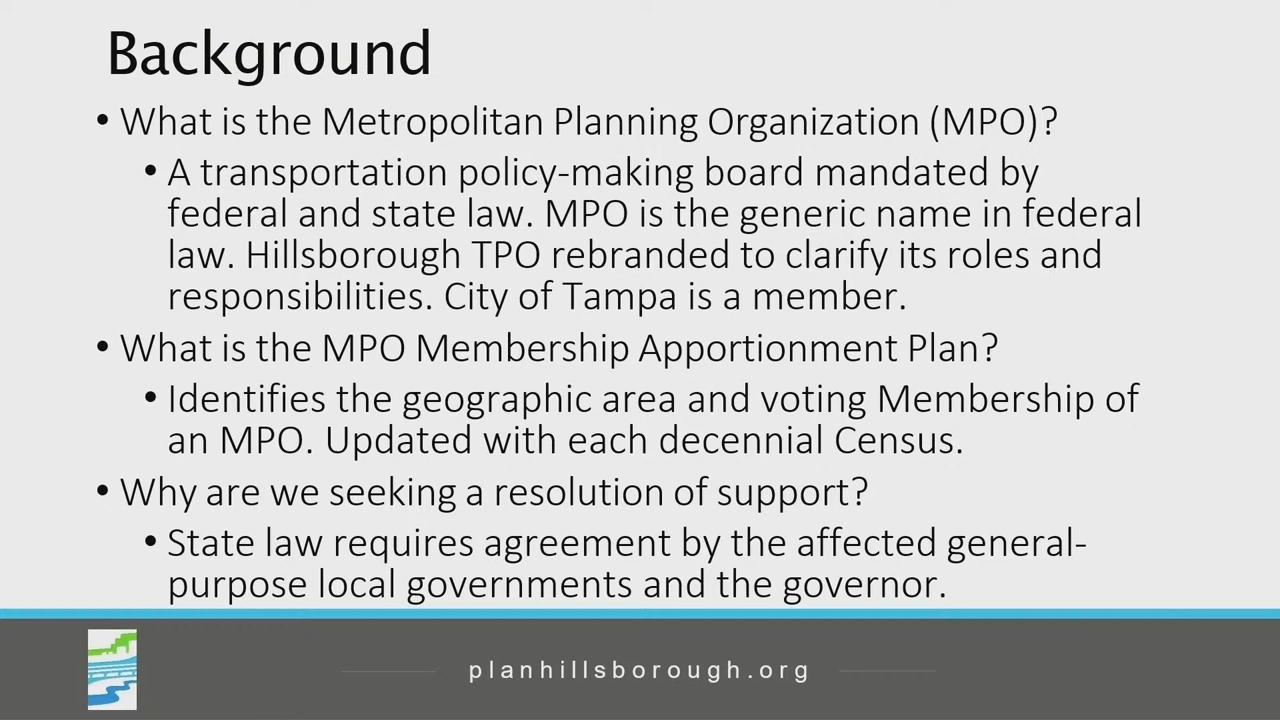 Background
• What is the Metropolitan Planning Organization (MPO)?
• A transportation policy-making board mandated by
federal and state law. MPO is the generic name in federal
law. Hillsborough TPO rebranded to clarify its roles and
responsibilities. City of Tampa is a member.
• What is the MPO Membership Apportionment Plan?
• Identifies the geographic area and voting Membership of
an MPO. Updated with each decennial Census.
• Why are we seeking a resolution of support?
• State law requires agreement by the affected general-
purpose local governments and the governor.
planhillsborough.org